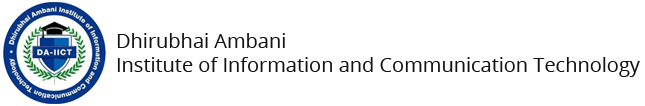 • Dhirubhai Ambani Institute of Information and Communication Technology
DA-IICT
Dhirubhai Ambani
Institute of Information and Communication Technology